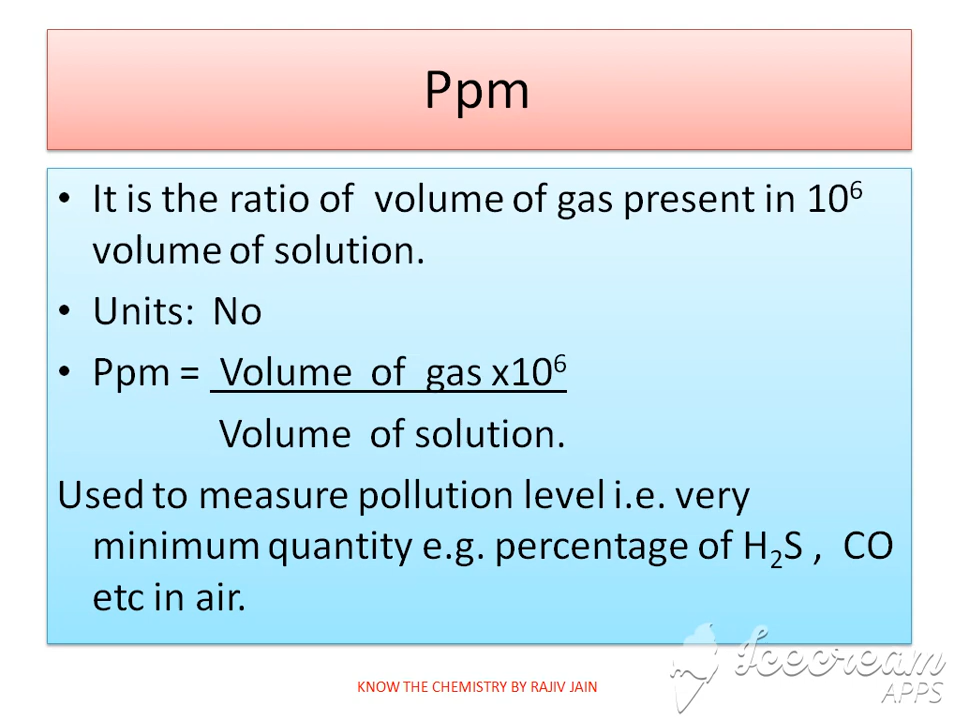 Ppm
• It is the ratio of volume of gas present in 10⁶
volume of solution.
• Units: No
• Ppm = Volume of gas x10⁶
Volume of solution.
Used to measure pollution level i.e. very
minimum quantity e.g. percentage of H₂S , CO
etc in air.
KNOW THE CHEMISTRY BY RAJIV JAIN
Icecream
APPS